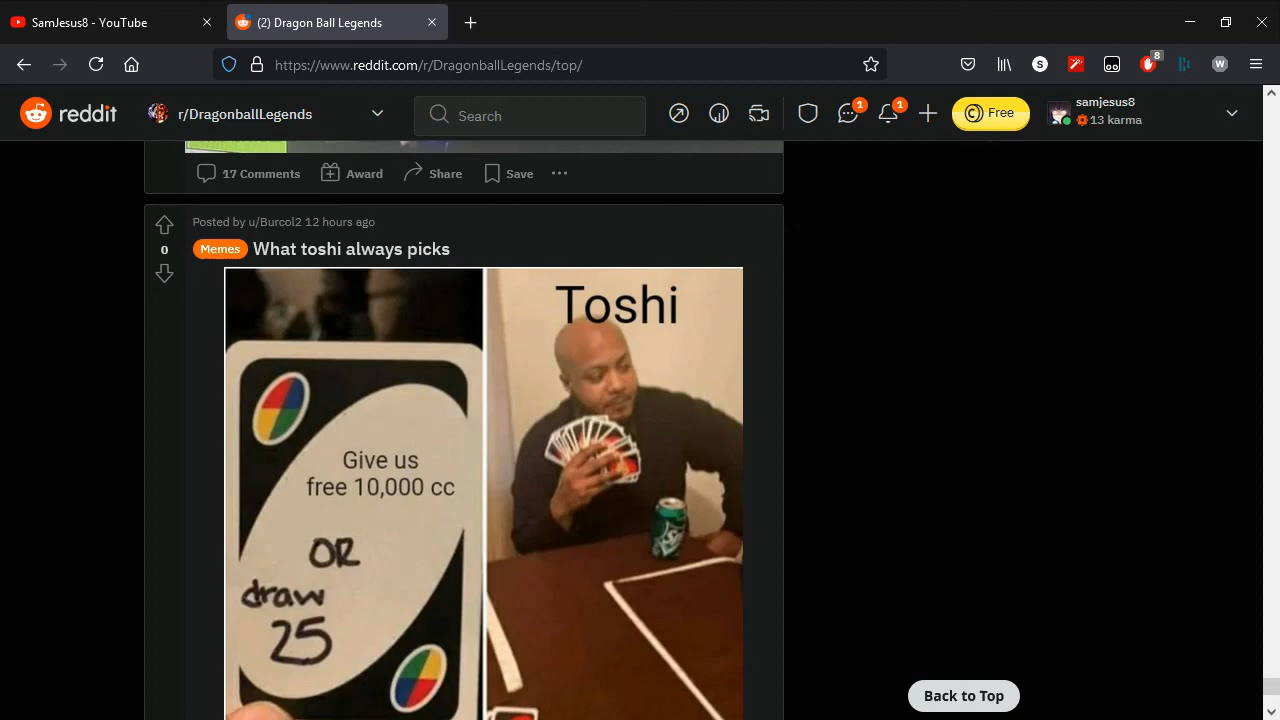 SamJesus8 - YouTube
(2) Dragon Ball Legends
https://www.reddit.com/r/DragonballLegends/top/
S
8
W
reddit
r/DragonballLegends
Search
1
1
Free
samjesus8
13 karma
17 Comments
Award
Share
Save
Posted by u/Burcol2 12 hours ago
0
Memes
What toshi always picks
Toshi
Give us
free 10,000 cc
OR
draw
25
Back to Top